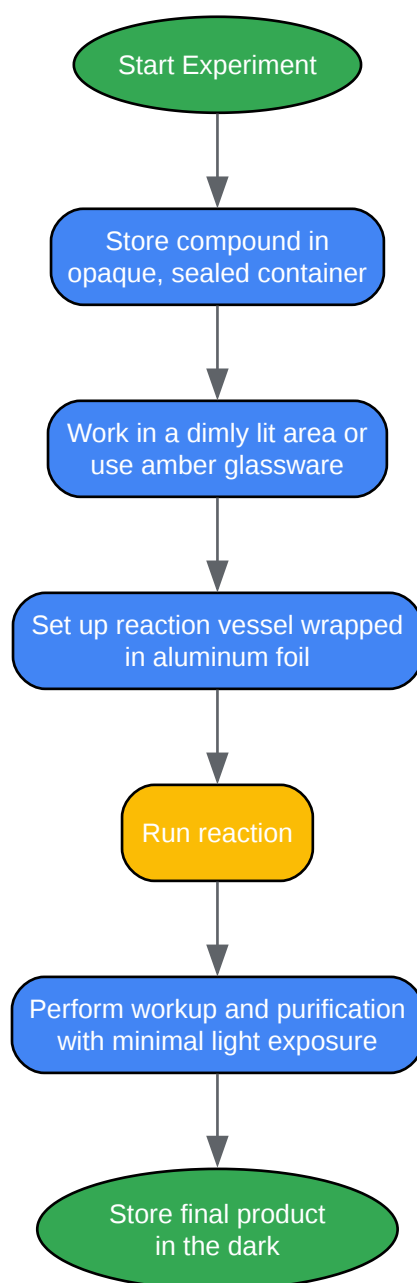 Start Experiment
Store compound in
opaque, sealed container
Work in a dimly lit area or
use amber glassware
Set up reaction vessel wrapped
in aluminum foil
Run reaction
Perform workup and purification
with minimal light exposure
Store final product
in the dark